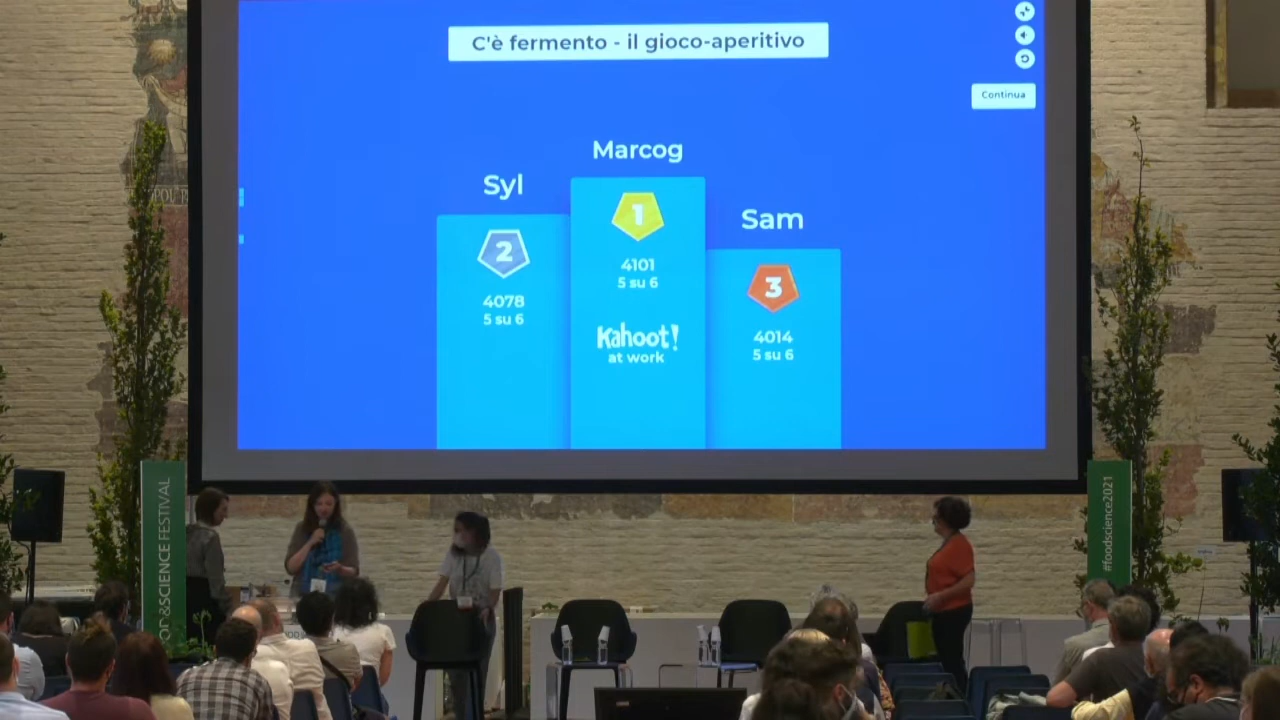 C'è fermento - il gioco-aperitivo
Continua
Marcog
Syl
Sam
1
2
3
4101
5 su 6
4078
5 su 6
4014
5 su 6
Kahoot!
at work
&SCIENCE FESTIVAL
#foodscience2021